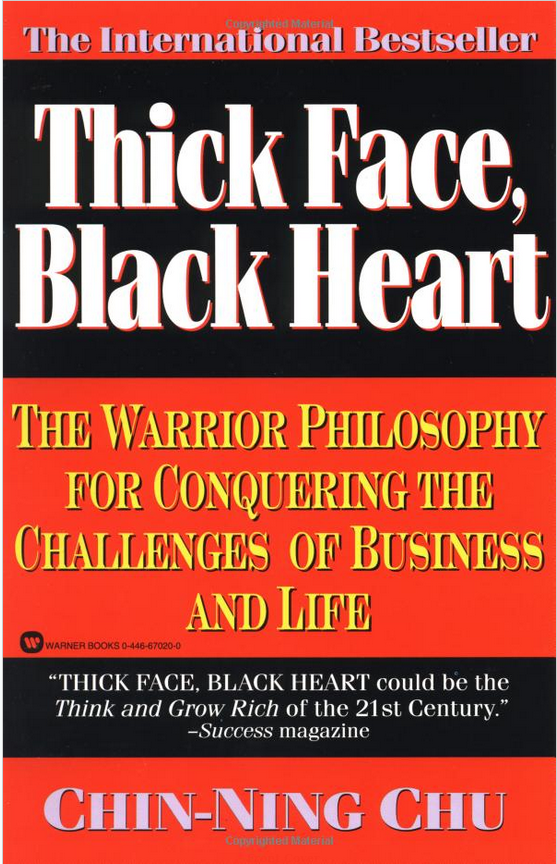 Copyrighted Material
The International Bestseller
Thick Face,
Black Heart
THE WARRIOR PHILOSOPHY
FOR CONQUERING THE
CHALLENGES OF BUSINESS
AND LIFE
W WARNER BOOKS 0-446-67020-0
“THICK FACE, BLACK HEART could be the
Think and Grow Rich of the 21st Century.”
–Success magazine
CHIN-NING CHU
Copyrighted Material